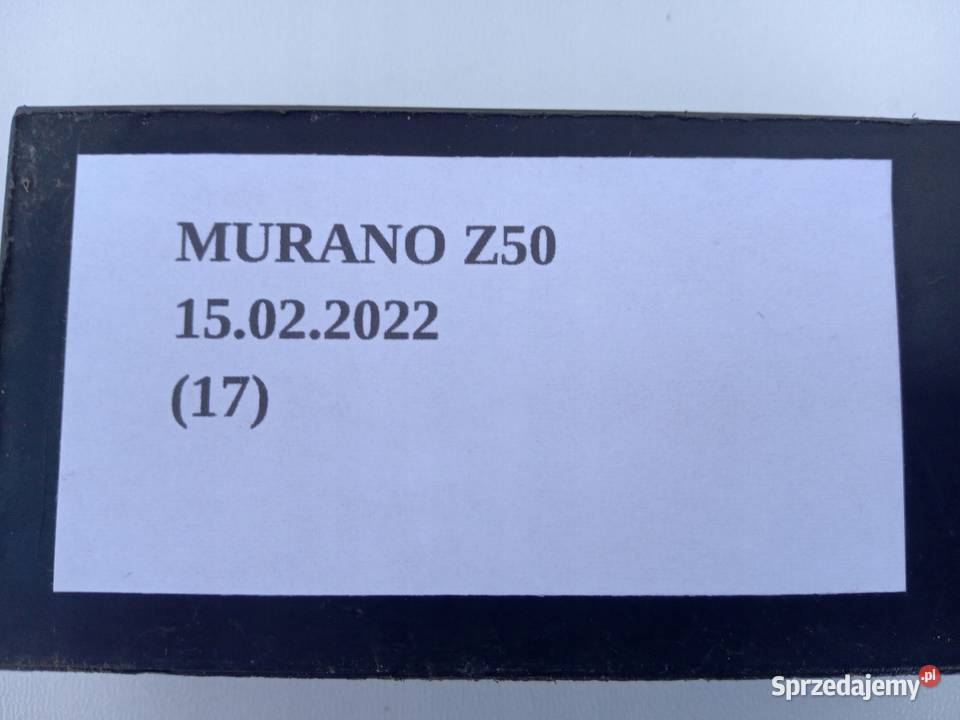 MURANO Z50
15.02.2022
(17)
Sprzedajemy.pl